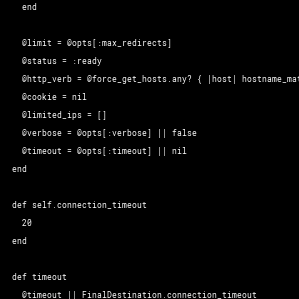 end
@limit = @opts[:max_redirects]
@status = :ready
@http_verb = @force_get_hosts.any? { |host| hostname_mat
@cookie = nil
@limited_ips = []
@verbose = @opts[:verbose] || false
@timeout = @opts[:timeout] || nil
end
def self.connection_timeout
20
end
def timeout
@timeout || FinalDestination.connection_timeout